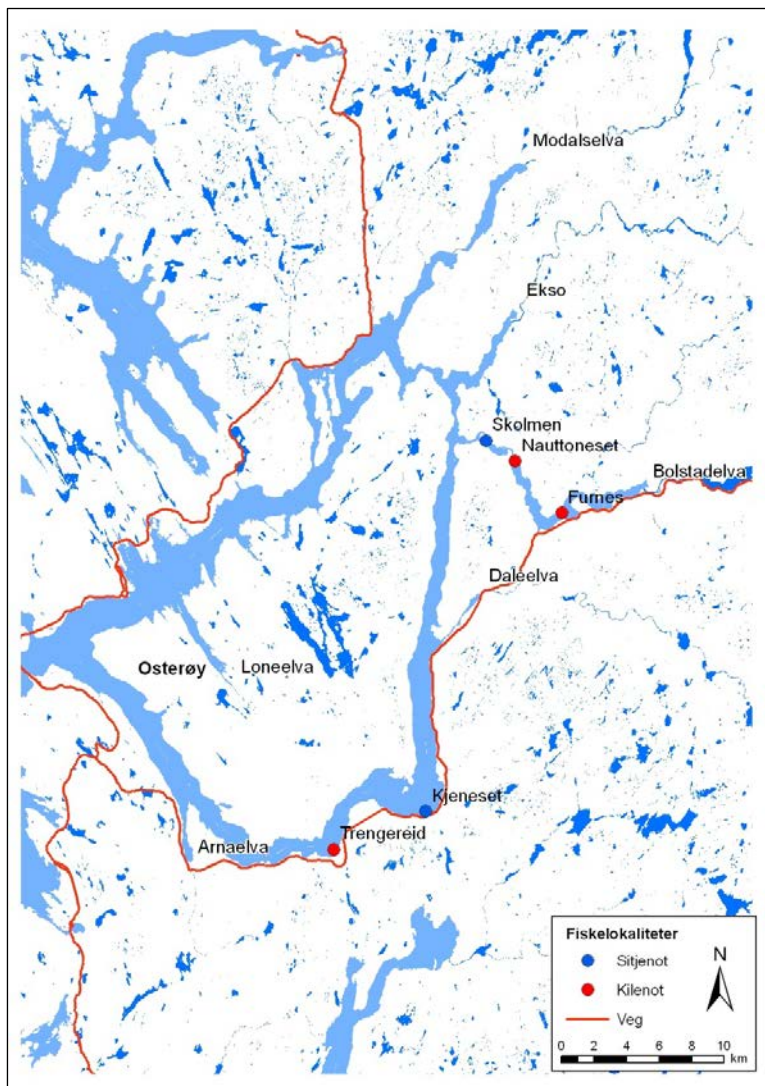 Modalselva
Ekso
Skolmen
Nauttoneset
Bolstadelva
Furnes
Daleelva
Osterøy
Loneelva
Kjeneset
Trengereid
Arnaelva
Fiskelokaliteter
Sitjenot
Kilenot
Veg
N
0 2 4 6 8 10
km